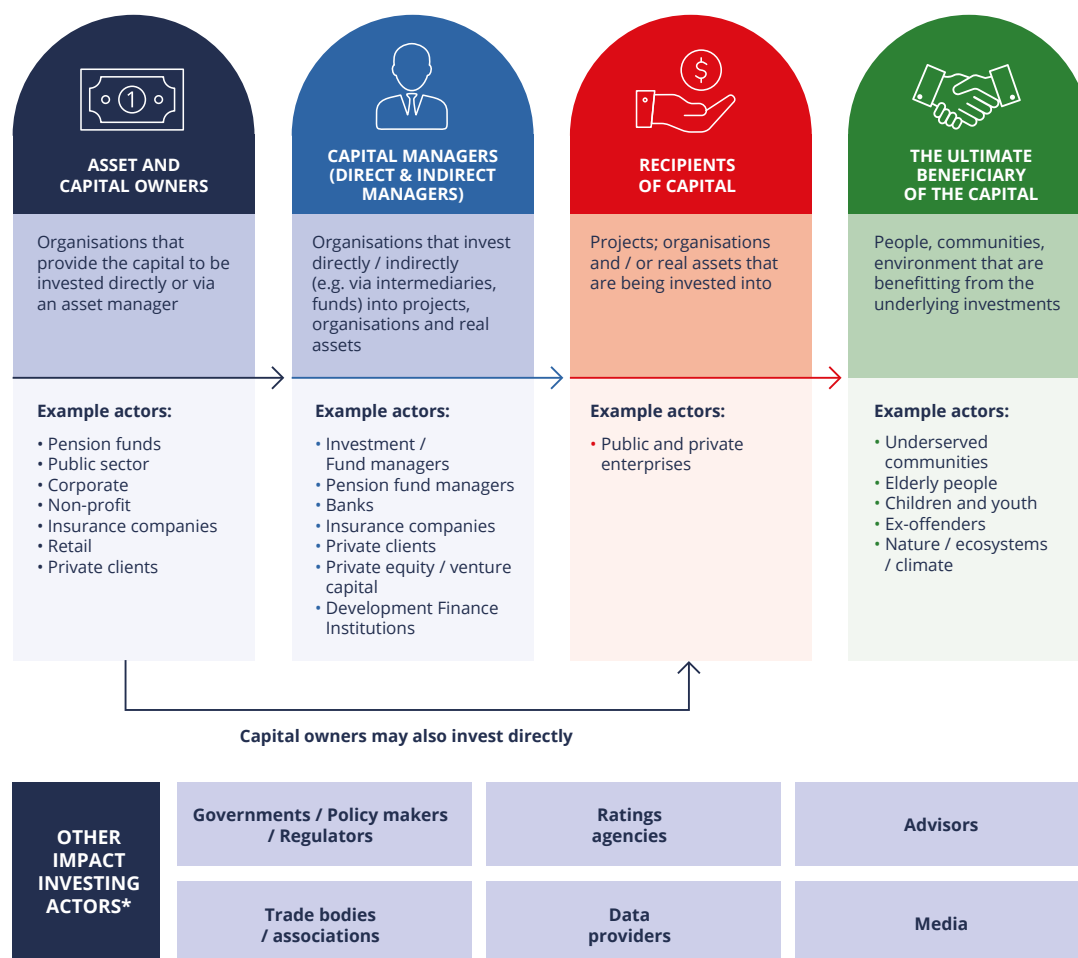 1
ASSET AND
CAPITAL OWNERS
Organisations that
provide the capital to be
invested directly or via
an asset manager
Example actors:
• Pension funds
• Public sector
• Corporate
• Non-profit
• Insurance companies
• Retail
• Private clients
CAPITAL MANAGERS
(DIRECT & INDIRECT
MANAGERS)
Organisations that invest
directly / indirectly
(e.g. via intermediaries,
funds) into projects,
organisations and real
assets
Example actors:
• Investment /
Fund managers
• Pension fund managers
• Banks
• Insurance companies
• Private clients
• Private equity / venture
capital
• Development Finance
Institutions
$
RECIPIENTS
OF CAPITAL
Projects; organisations
and / or real assets that
are being invested into
Example actors:
• Public and private
enterprises
THE ULTIMATE
BENEFICIARY
OF THE CAPITAL
People, communities,
environment that are
benefitting from the
underlying investments
Example actors:
• Underserved
communities
• Elderly people
• Children and youth
• Ex-offenders
• Nature / ecosystems
/ climate
Capital owners may also invest directly
OTHER
IMPACT
INVESTING
ACTORS*
Governments / Policy makers
/ Regulators
Ratings
agencies
Advisors
Trade bodies
/ associations
Data
providers
Media